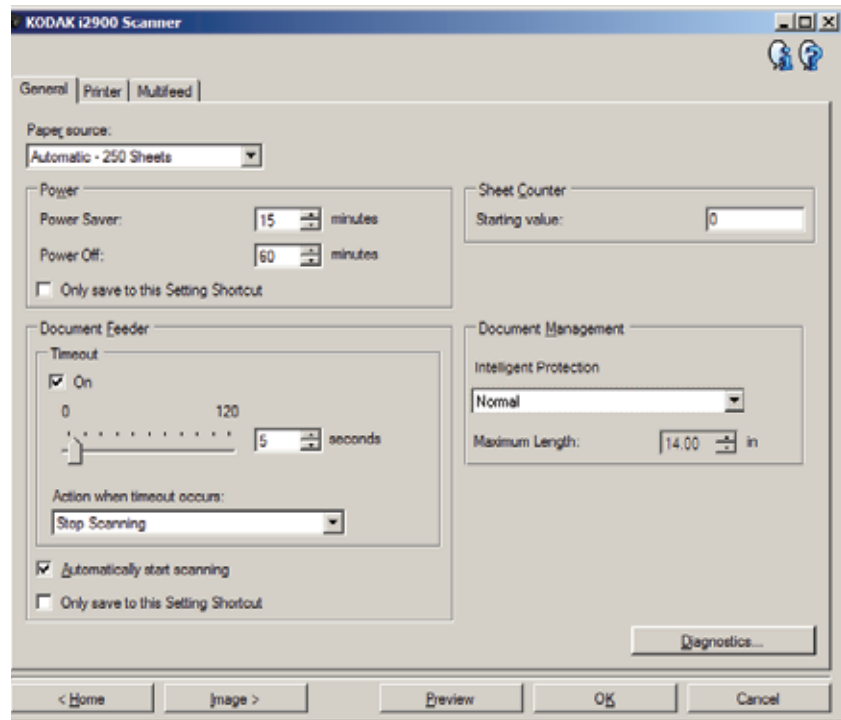 KODAK i2900 Scanner
General Printer Multifeed
Paper source:
Automatic - 250 Sheets
Power
Power Saver: 15 minutes
Power Off: 60 minutes
Only save to this Setting Shortcut
Sheet Counter
Starting value: 0
Document Feeder
Timeout
On
0 120
5 seconds
Action when timeout occurs:
Stop Scanning
Automatically start scanning
Only save to this Setting Shortcut
Document Management
Intelligent Protection
Normal
Maximum Length: 14.00 in
Diagnostics...
< Home Image > Preview OK Cancel